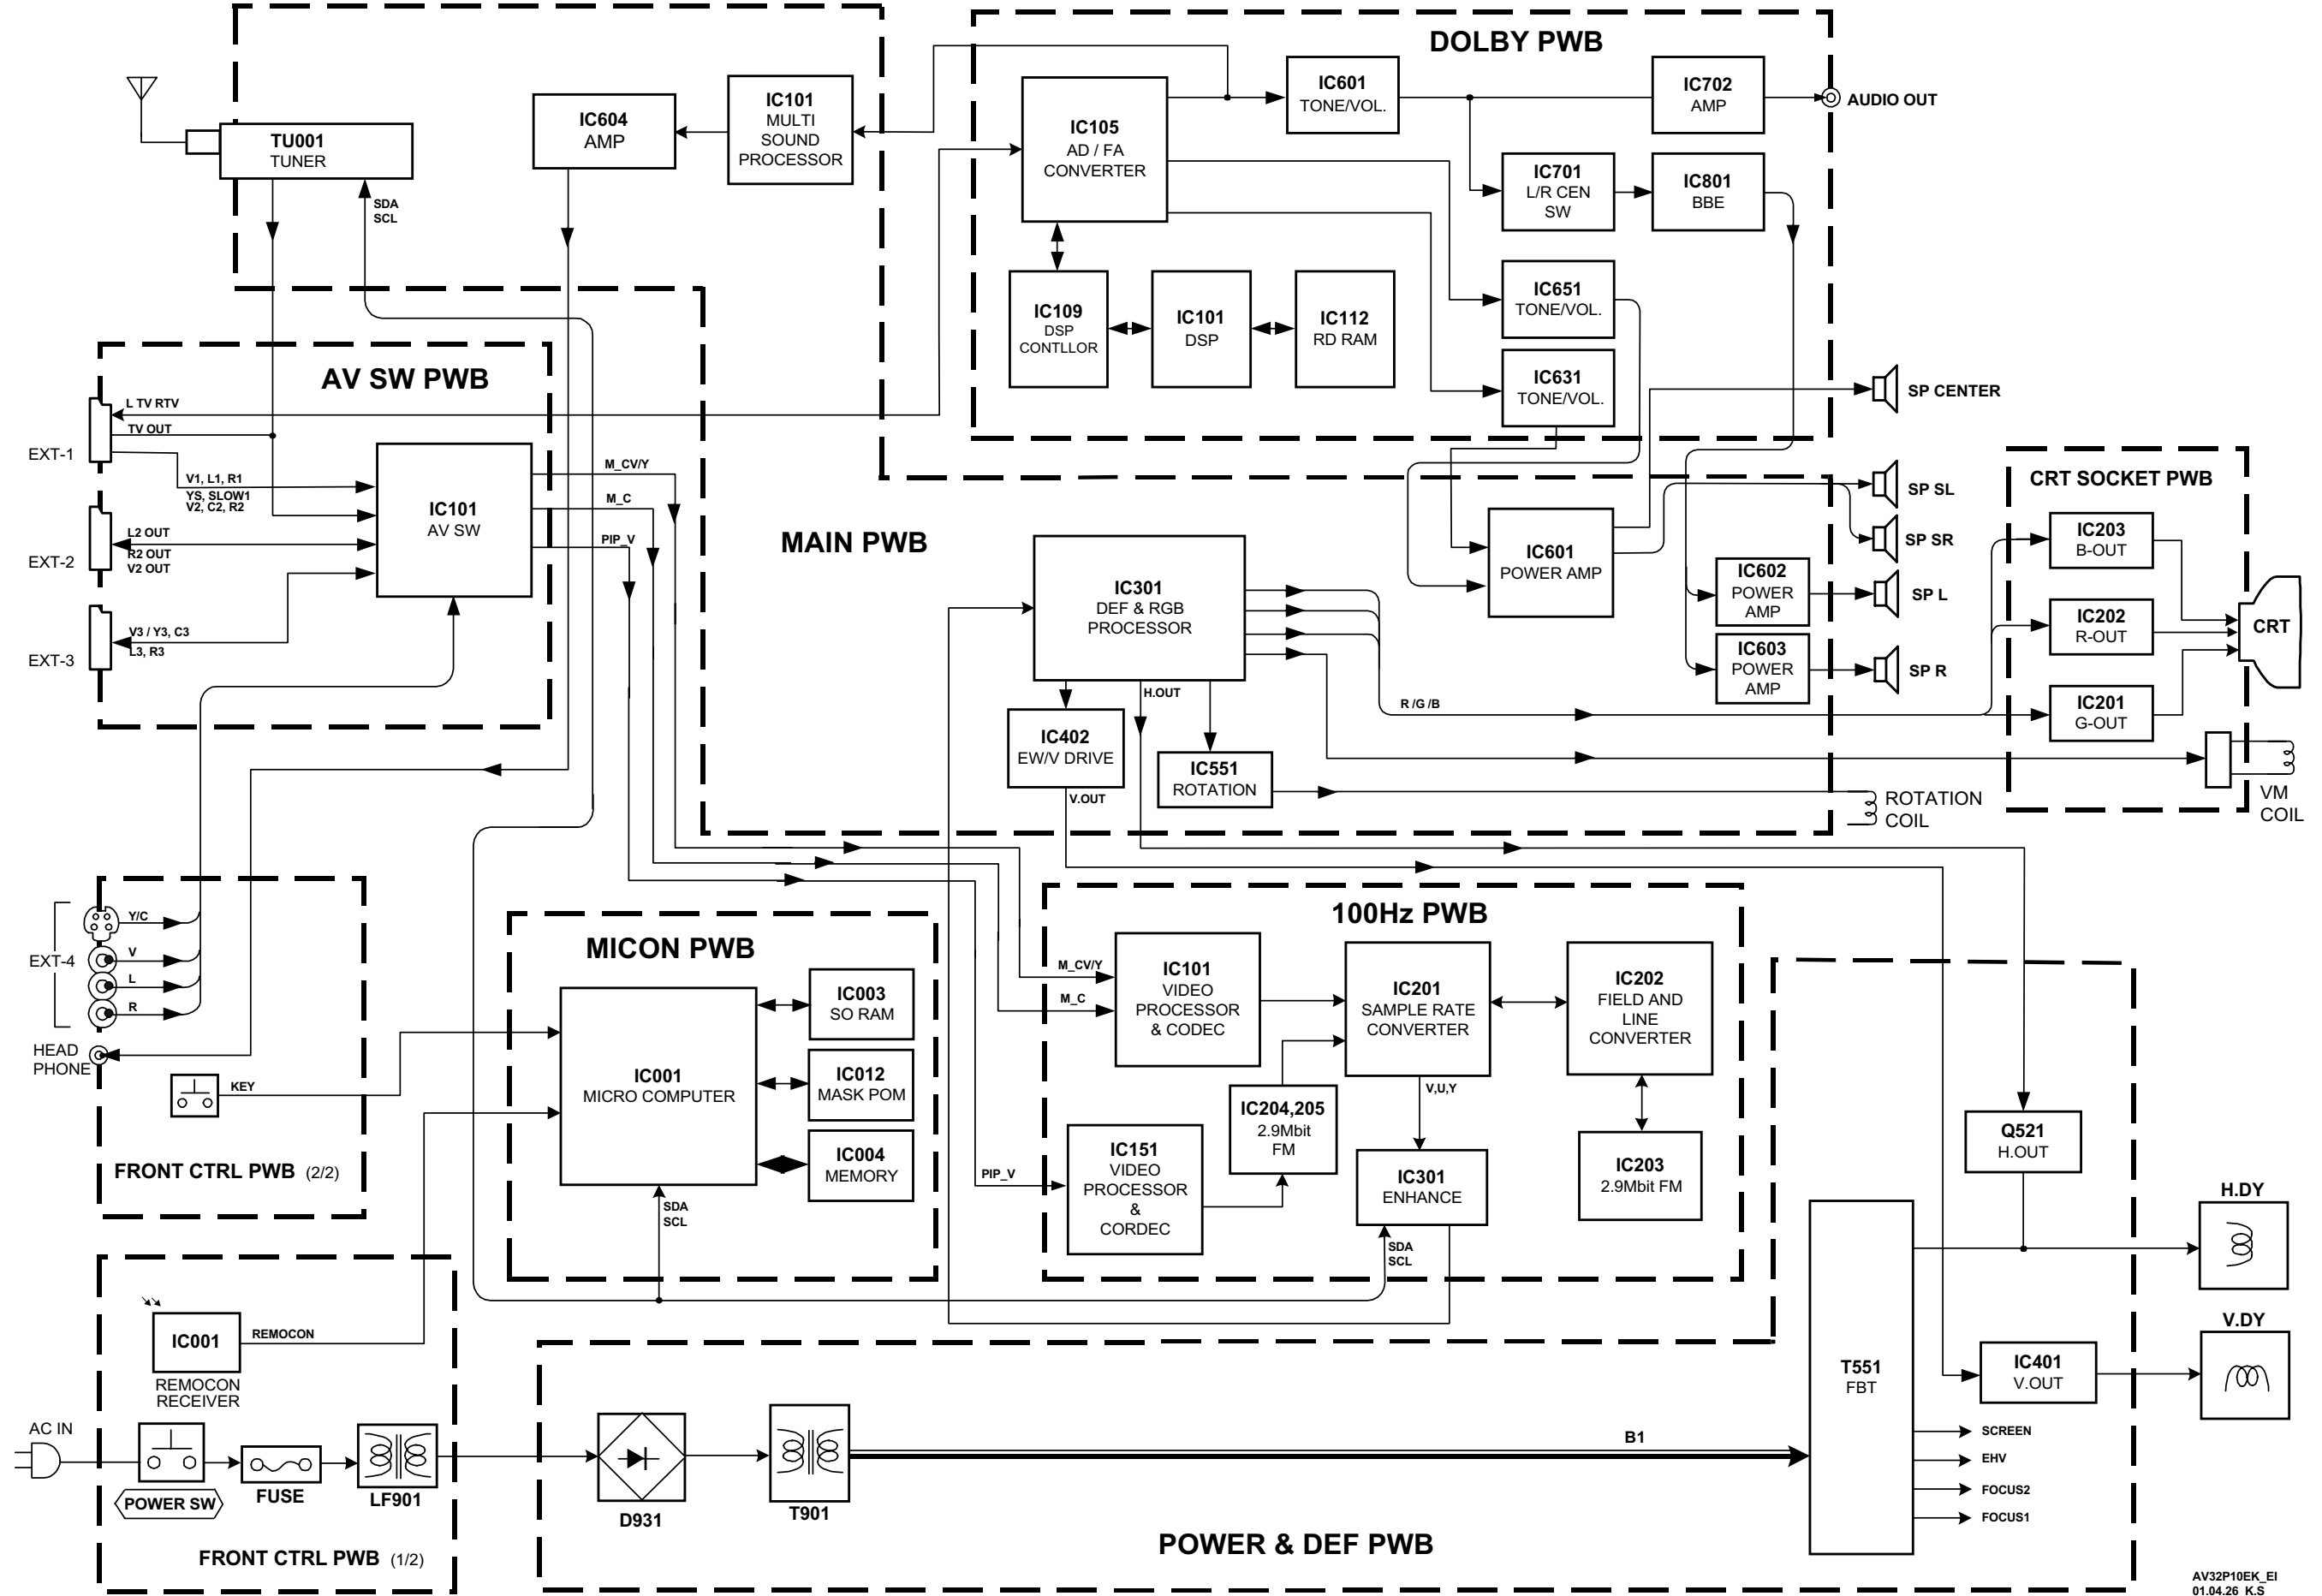 DOLBY PWB
IC601
TONE/VOL.
IC702
AMP
AUDIO OUT
IC101
MULTI
SOUND
PROCESSOR
IC604
AMP
TU001
TUNER
IC105
AD / FA
CONVERTER
IC701
L/R CEN
SW
IC801
BBE
SDA
SCL
IC109
DSP
CONTLLOR
IC101
DSP
IC112
RD RAM
IC651
TONE/VOL.
IC631
TONE/VOL.
SP CENTER
AV SW PWB
L TV RTV
TV OUT
EXT-1
V1, L1, R1
YS, SLOW1
V2, C2, R2
IC101
AV SW
M_CV/Y
M_C
PIP_V
L2 OUT
R2 OUT
V2 OUT
EXT-2
V3 / Y3, C3
L3, R3
EXT-3
MAIN PWB
IC301
DEF & RGB
PROCESSOR
IC601
POWER AMP
SP SL
SP SR
IC602
POWER
AMP
SP L
IC603
POWER
AMP
SP R
CRT SOCKET PWB
IC203
B-OUT
IC202
R-OUT
CRT
IC201
G-OUT
R /G /B
H.OUT
IC402
EW/V DRIVE
V.OUT
IC551
ROTATION
ROTATION
COIL
VM
COIL
EXT-4
Y/C
V
L
R
HEAD
PHONE
KEY
FRONT CTRL PWB (2/2)
MICON PWB
IC001
MICRO COMPUTER
IC003
SO RAM
IC012
MASK POM
IC004
MEMORY
SDA
SCL
100Hz PWB
M_CV/Y
M_C
IC101
VIDEO
PROCESSOR
& CODEC
IC201
SAMPLE RATE
CONVERTER
IC202
FIELD AND
LINE
CONVERTER
V,U,Y
IC204,205
2.9Mbit
FM
PIP_V
IC151
VIDEO
PROCESSOR
&
CORDEC
IC301
ENHANCE
IC203
2.9Mbit FM
SDA
SCL
Q521
H.OUT
H.DY
V.DY
IC001
REMOCON
REMOCON
RECEIVER
AC IN
POWER SW
FUSE
LF901
FRONT CTRL PWB (1/2)
D931
T901
B1
T551
FBT
IC401
V.OUT
SCREEN
EHV
FOCUS2
FOCUS1
POWER & DEF PWB
AV32P10EK_EI
01.04.26 K.S